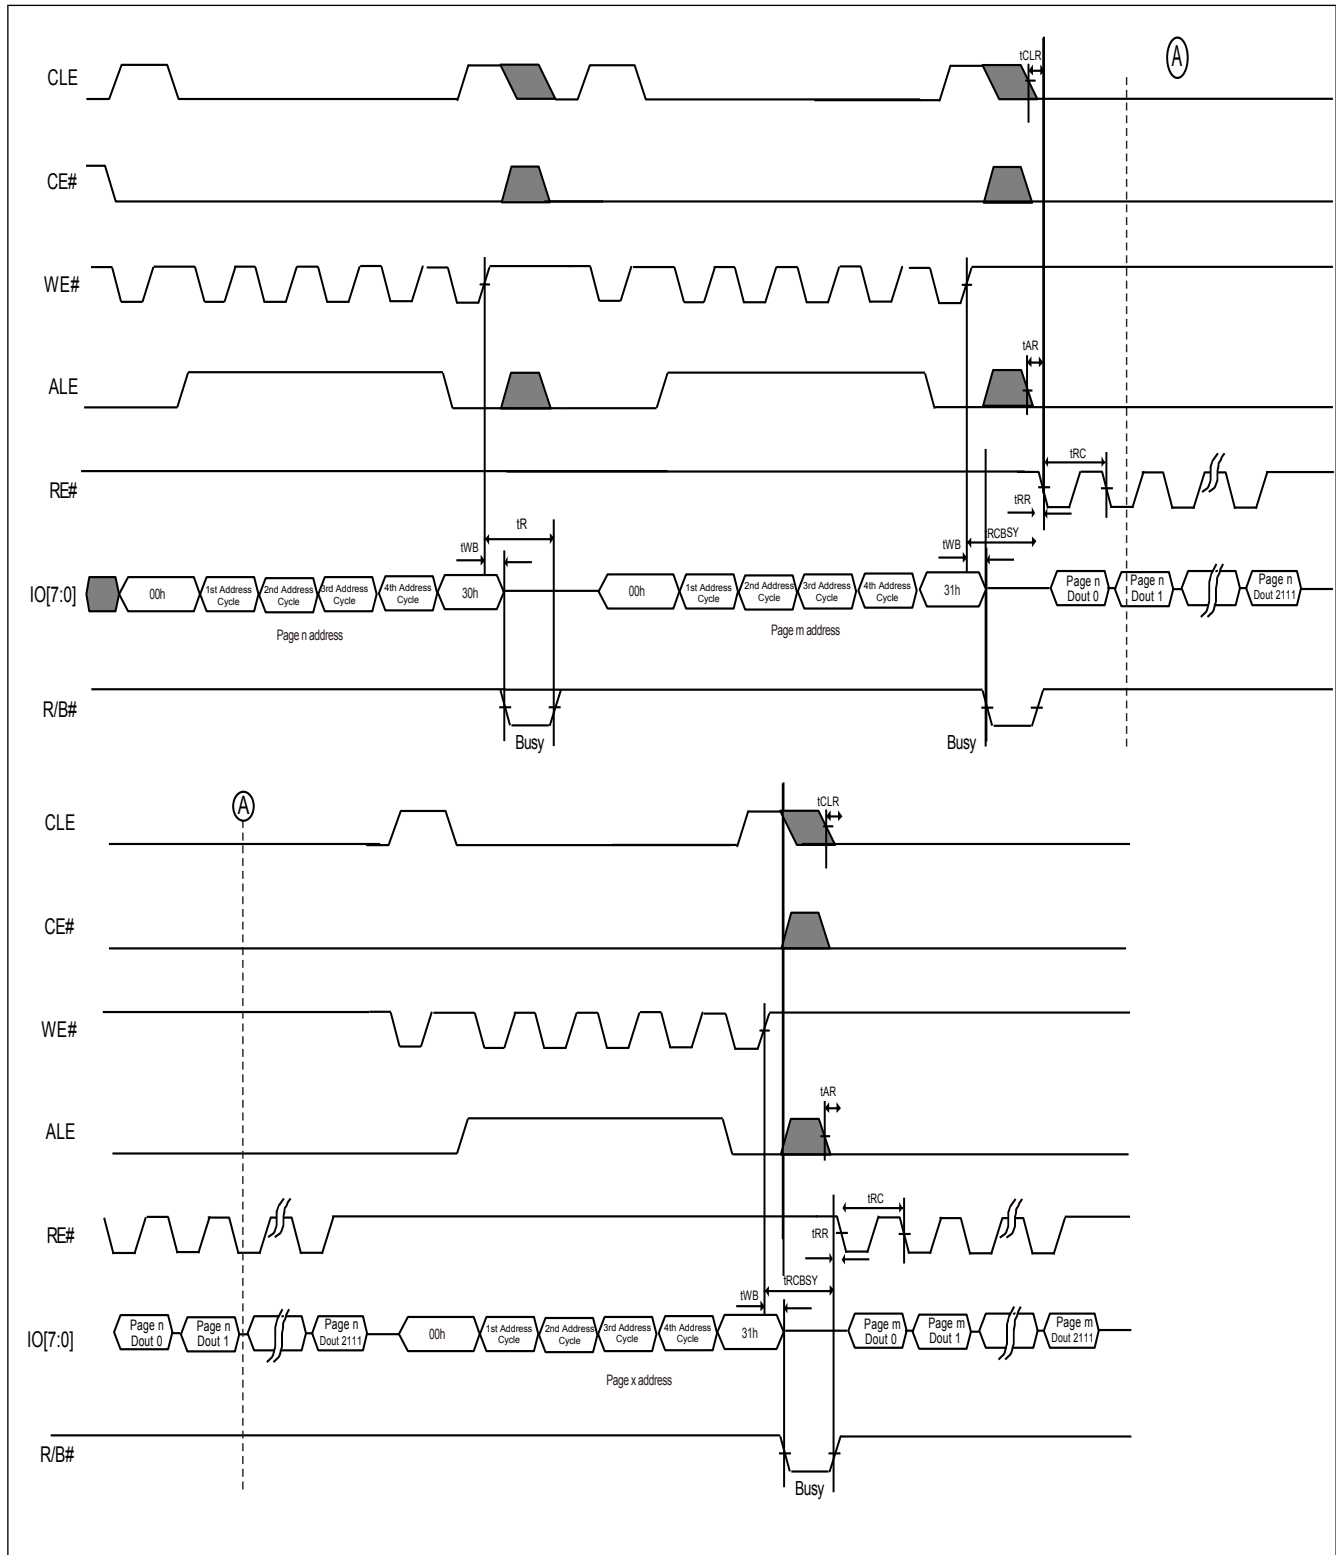 tCLR
A
CLE
CE#
WE#
tAR
ALE
tRC
RE#
tRR
tR
tRCBSY
tWB
tWB
IO[7:0]
00h
1st Address Cycle
2nd Address Cycle
3rd Address Cycle
4th Address Cycle
30h
00h
1st Address Cycle
2nd Address Cycle
3rd Address Cycle
4th Address Cycle
31h
Page n Dout 0
Page n Dout 1
Page n Dout 2111
Page n address
Page m address
R/B#
Busy
Busy
A
tCLR
CLE
CE#
WE#
tAR
ALE
tRC
RE#
tRR
tRCBSY
tWB
IO[7:0]
Page n Dout 0
Page n Dout 1
Page n Dout 2111
00h
1st Address Cycle
2nd Address Cycle
3rd Address Cycle
4th Address Cycle
31h
Page m Dout 0
Page m Dout 1
Page m Dout 2111
Page x address
R/B#
Busy